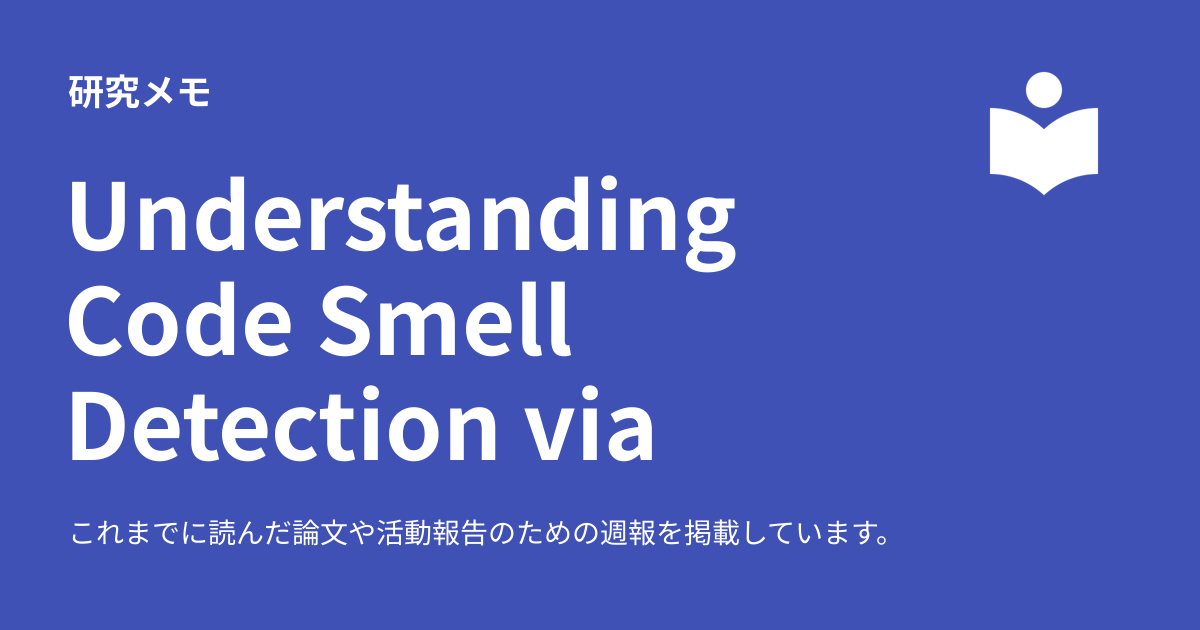 研究メモ
Understanding
Code Smell
Detection via
これまでに読んだ論文や活動報告のための週報を掲載しています。